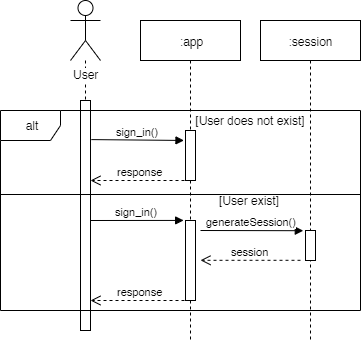 :app
:session
User
alt
[User does not exist]
sign_in()
response
[User exist]
sign_in()
generateSession()
session
response